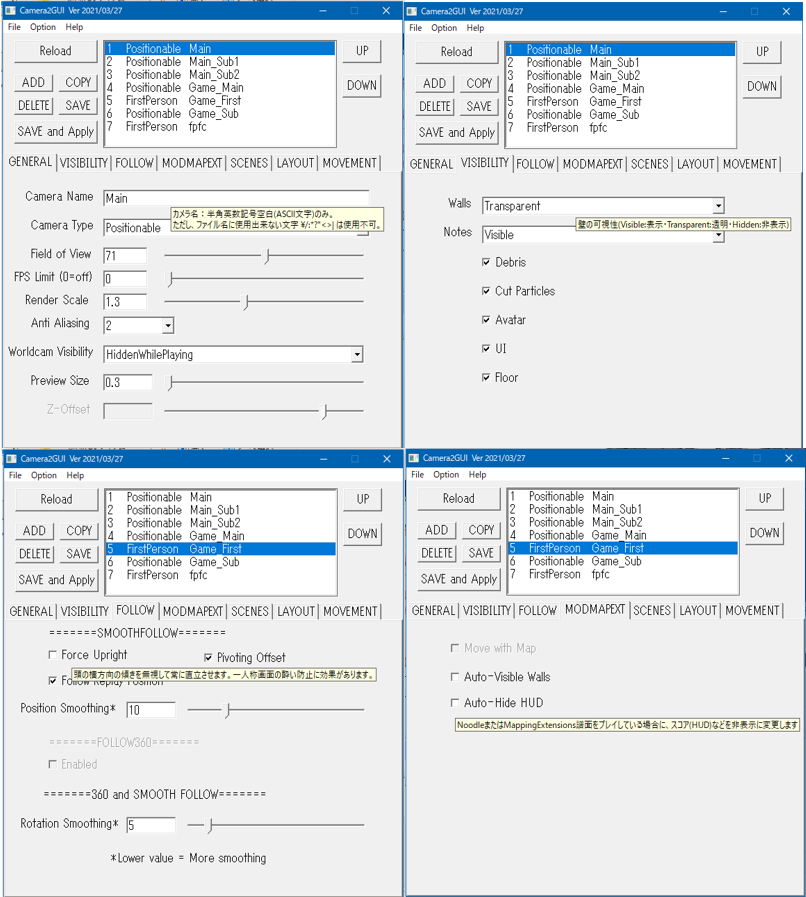 Camera2GUI Ver 2021/03/27
File Option Help
Reload
ADD COPY
DELETE SAVE
SAVE and Apply
1 Positionable Main
2 Positionable Main_Sub1
3 Positionable Main_Sub2
4 Positionable Game_Main
5 FirstPerson Game_First
6 Positionable Game_Sub
7 FirstPerson fpfc
UP
DOWN
GENERAL VISIBILITY FOLLOW MODMAPEXT SCENES LAYOUT MOVEMENT
Camera Name Main
カメラ名：半角英数記号空白(ASCII文字)のみ。
ただし、ファイル名に使用出来ない文字 ¥/:*?"<>| は使用不可。
Camera Type Positionable
Field of View 71
FPS Limit (0=off) 0
Render Scale 1.3
Anti Aliasing 2
Worldcam Visibility HiddenWhilePlaying
Preview Size 0.3
Z-Offset
Camera2GUI Ver 2021/03/27
File Option Help
Reload
ADD COPY
DELETE SAVE
SAVE and Apply
1 Positionable Main
2 Positionable Main_Sub1
3 Positionable Main_Sub2
4 Positionable Game_Main
5 FirstPerson Game_First
6 Positionable Game_Sub
7 FirstPerson fpfc
UP
DOWN
GENERAL VISIBILITY FOLLOW MODMAPEXT SCENES LAYOUT MOVEMENT
Walls Transparent
壁の可視性(Visible:表示・Transparent:透明・Hidden:非表示)
Notes Visible
Debris
Cut Particles
Avatar
UI
Floor
Camera2GUI Ver 2021/03/27
File Option Help
Reload
ADD COPY
DELETE SAVE
SAVE and Apply
1 Positionable Main
2 Positionable Main_Sub1
3 Positionable Main_Sub2
4 Positionable Game_Main
5 FirstPerson Game_First
6 Positionable Game_Sub
7 FirstPerson fpfc
UP
DOWN
GENERAL VISIBILITY FOLLOW MODMAPEXT SCENES LAYOUT MOVEMENT
=======SMOOTHFOLLOW=======
Force Upright Pivoting Offset
頭の横方向の傾きを無視して常に直立させます。一人称画面の酔い防止に効果があります。
Follow Replay Position
Position Smoothing* 10
=======FOLLOW360=======
Enabled
=======360 and SMOOTH FOLLOW=======
Rotation Smoothing* 5
*Lower value = More smoothing
Camera2GUI Ver 2021/03/27
File Option Help
Reload
ADD COPY
DELETE SAVE
SAVE and Apply
1 Positionable Main
2 Positionable Main_Sub1
3 Positionable Main_Sub2
4 Positionable Game_Main
5 FirstPerson Game_First
6 Positionable Game_Sub
7 FirstPerson fpfc
UP
DOWN
GENERAL VISIBILITY FOLLOW MODMAPEXT SCENES LAYOUT MOVEMENT
Move with Map
Auto-Visible Walls
Auto-Hide HUD
NoodleまたはMappingExtensions譜面をプレイしている場合に、スコア(HUD)などを非表示に変更します